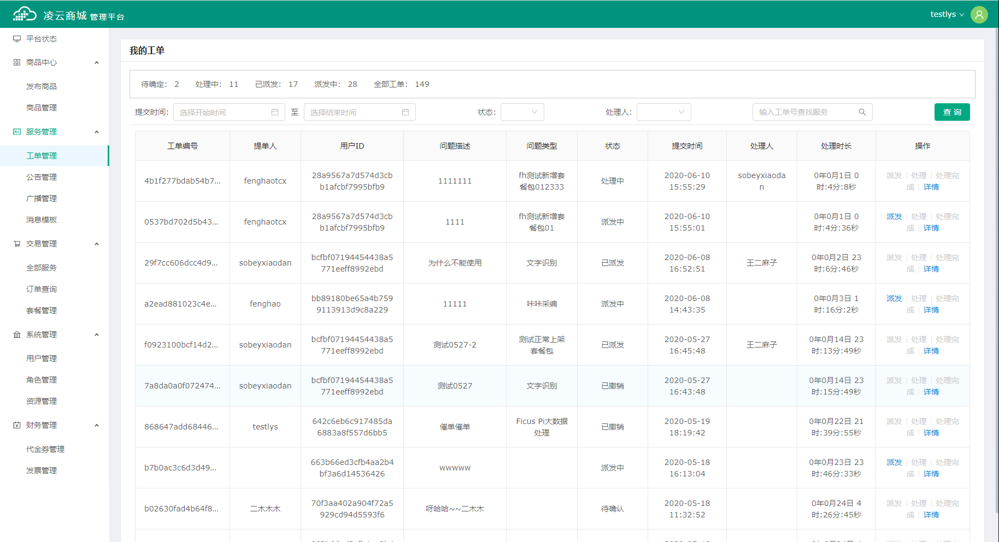 凌云商城 管理平台
testlys
平台状态
商品中心
发布商品
商品管理
服务管理
工单管理
公告管理
广播管理
消息模板
交易管理
全部服务
订单查询
套餐管理
系统管理
用户管理
角色管理
资源管理
财务管理
代金券管理
发票管理
我的工单
待确定： 2 处理中： 11 已派发： 17 派发中： 28 全部工单： 149
提交时间： 选择开始时间 至 选择结束时间 状态： 处理人： 输入工单号查找服务 查 询
工单编号 提单人 用户ID 问题描述 问题类型 状态 提交时间 处理人 处理时长 操作
28a9567a7d574d3cb fh测试新增套 2020-06-10 sobeyxiaoda 0年0月1日 0 派发 处理 处理完
4b1f277bdab54b7... fenghaotcx 1111111 处理中
b1afcbf7995bfb9 餐包012333 15:55:29 n 时:4分:8秒 成 详情
28a9567a7d574d3cb fh测试新增套 2020-06-10 0年0月1日 0 派发 处理 处理完
0537bd702d5b43... fenghaotcx 1111 派发中
b1afcbf7995bfb9 餐包01 15:55:01 时:4分:36秒 成 详情
bcfbf07194454438a5 2020-06-08 0年0月2日 23 派发 处理 处理完
29f7cc606dcc4d9... sobeyxiaodan 为什么不能使用 文字识别 已派发 王二麻子
771eeff8992ebd 16:52:51 时:6分:46秒 成 详情
bb89180be65a4b759 2020-06-08 0年0月3日 1 派发 处理 处理完
a2ead881023c4e... fenghao 11111 咔咔采编 派发中
9113913d9c8a229 14:43:35 时:16分:2秒 成 详情
bcfbf07194454438a5 测试正常上架 2020-05-27 0年0月14日 23 派发 处理 处理完
f0923100bcf14d2... sobeyxiaodan 测试0527-2 已派发 王二麻子
771eeff8992ebd 套餐包 16:45:48 时:13分:49秒 成 详情
bcfbf07194454438a5 2020-05-27 0年0月14日 23 派发 处理 处理完
7a8da0a0f072474... sobeyxiaodan 测试0527 文字识别 已撤销
771eeff8992ebd 16:43:48 时:15分:49秒 成 详情
642c6eb6c917485da Ficus Pi大数据 2020-05-19 0年0月22日 21 派发 处理 处理完
868647add68446... testlys 催单催单 已撤销
6883a8f557d6bb5 处理 18:19:42 时:39分:55秒 成 详情
663b66ed3cfb4aa2b4 2020-05-18 0年0月23日 23 派发 处理 处理完
b7b0ac3c6d3d49... wwwww 派发中
bf3a6d14536426 16:13:04 时:46分:33秒 成 详情
70f3aa402a904f72a5 2020-05-18 0年0月24日 4 派发 处理 处理完
b02630fad4b64f8... 二木木木 呀哈哈~~二木木 待确认
929cd94d5593f6 11:32:52 时:26分:45秒 成 详情